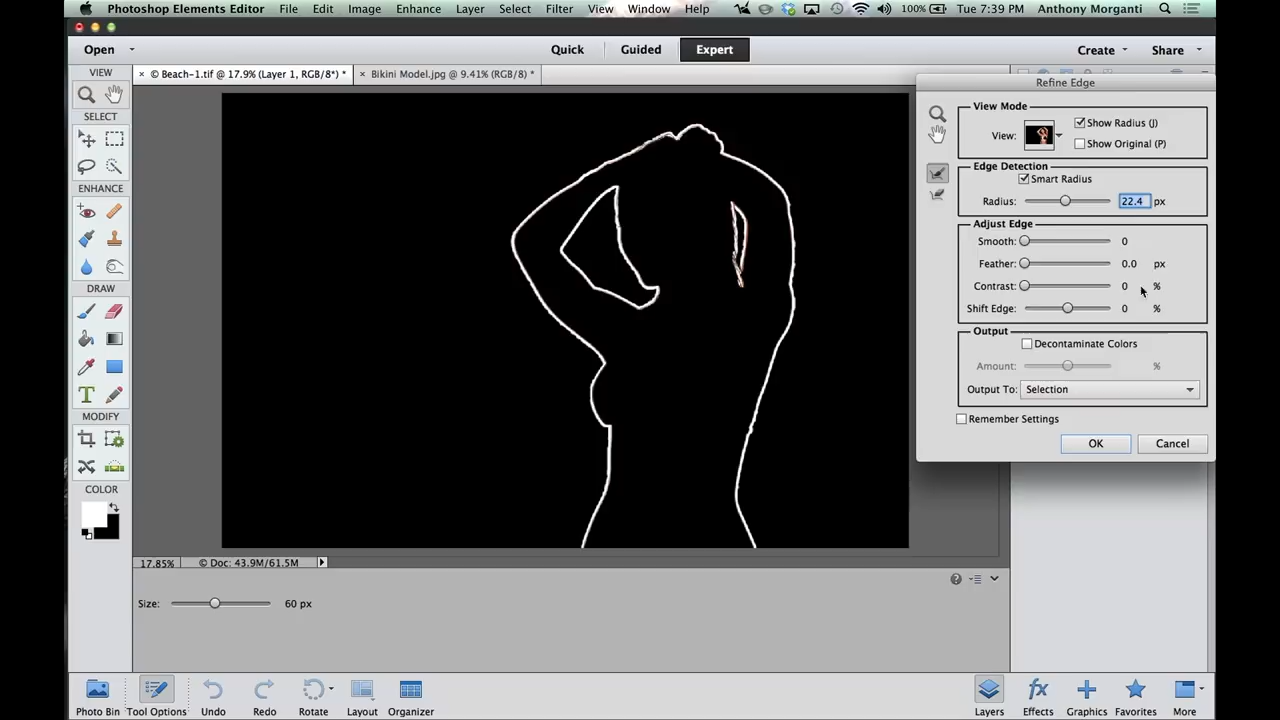 Photoshop Elements Editor File Edit Image Enhance Layer Select Filter View Window Help 100% Tue 7:39 PM Anthony Morganti
Open Quick Guided Expert Create Share
VIEW
× © Beach-1.tif @ 17.9% (Layer 1, RGB/8*) * × Bikini Model.jpg @ 9.41% (RGB/8) *
SELECT
ENHANCE
DRAW
T
MODIFY
COLOR
Refine Edge
View Mode
View: Show Radius (J)
Show Original (P)
Edge Detection
Smart Radius
Radius: 22.4 px
Adjust Edge
Smooth: 0
Feather: 0.0 px
Contrast: 0 %
Shift Edge: 0 %
Output
Decontaminate Colors
Amount: %
Output To: Selection
Remember Settings
OK Cancel
17.85% © Doc: 43.9M/61.5M
Size: 60 px
Photo Bin Tool Options Undo Redo Rotate Layout Organizer Layers Effects Graphics Favorites More